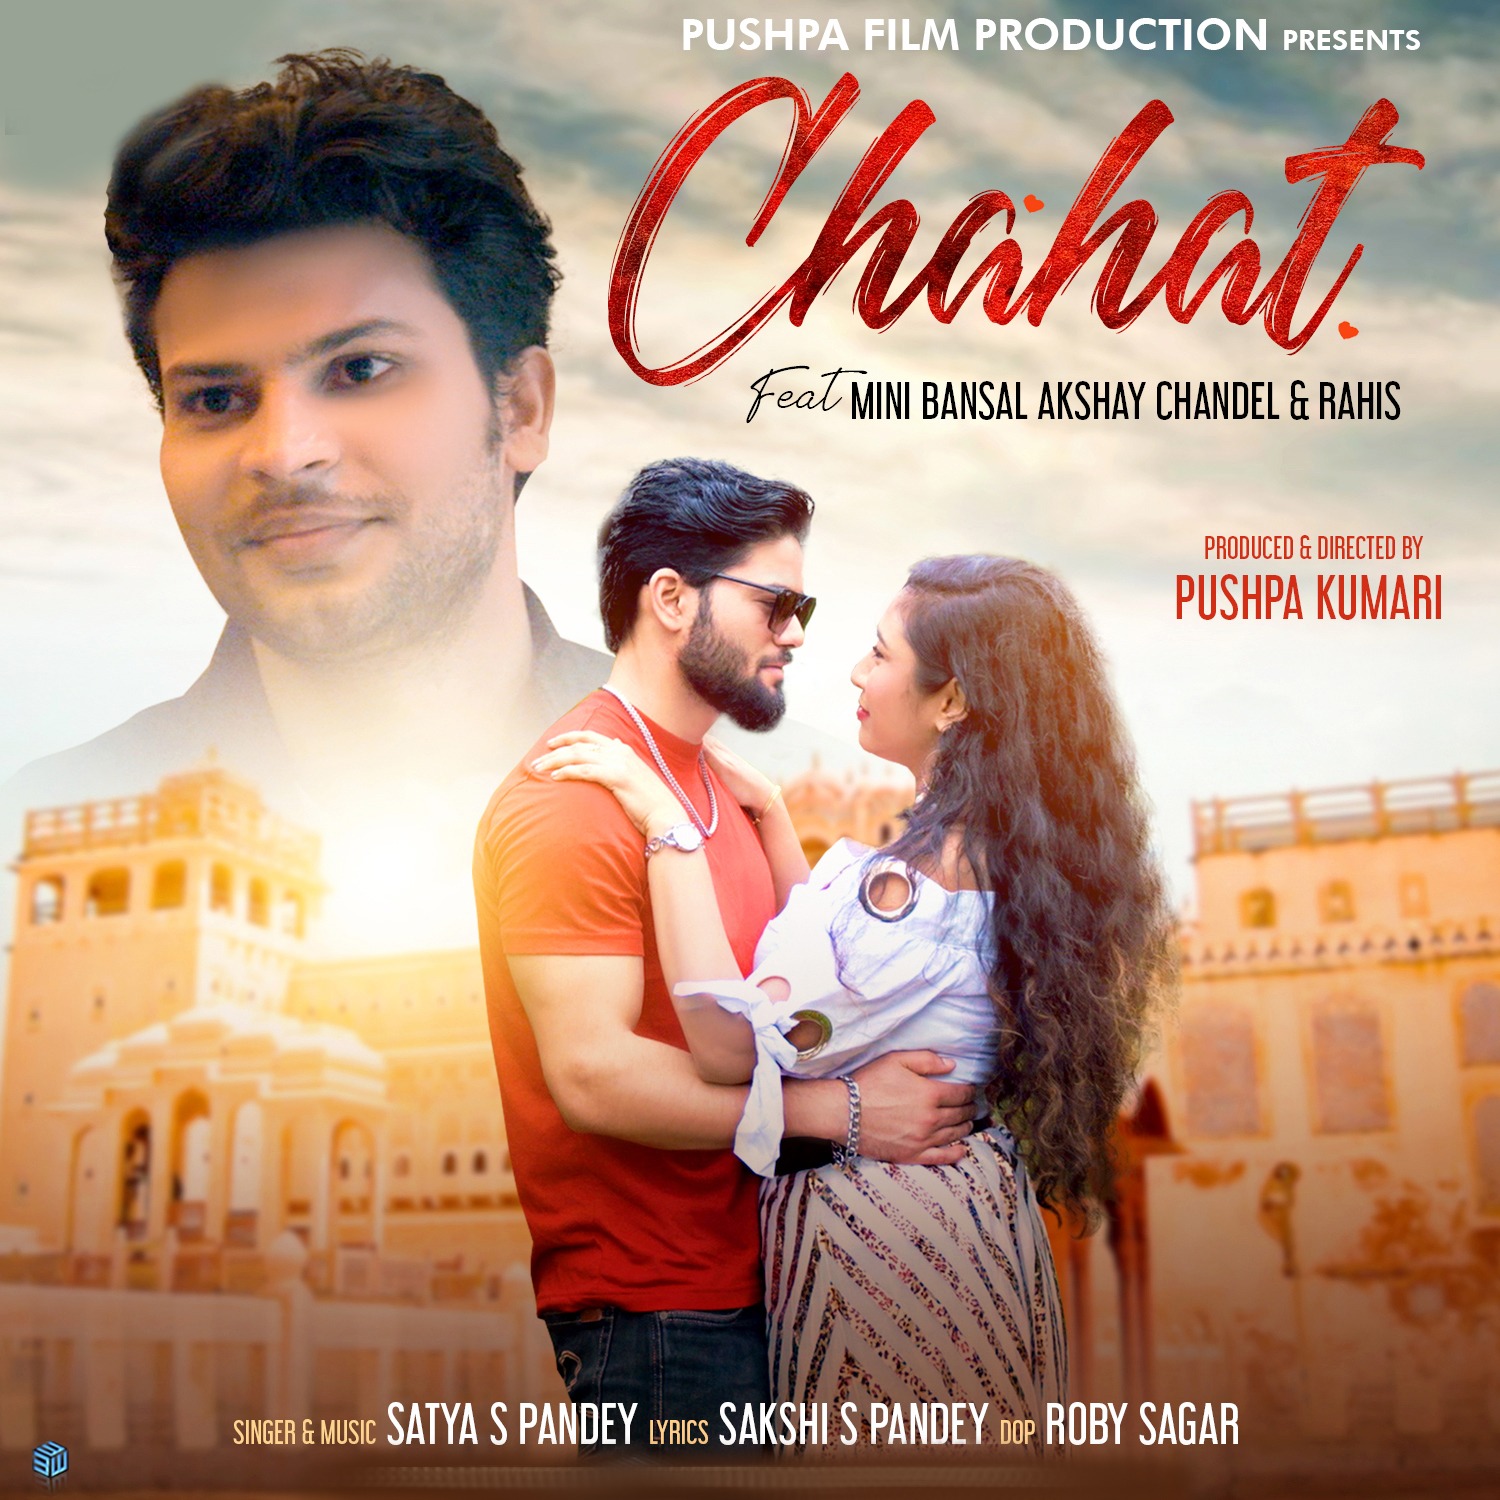 PUSHPA FILM PRODUCTION PRESENTS
Chahat
Feat MINI BANSAL AKSHAY CHANDEL & RAHIS
PRODUCED & DIRECTED BY
PUSHPA KUMARI
SINGER & MUSIC SATYA S PANDEY LYRICS SAKSHI S PANDEY DOP ROBY SAGAR